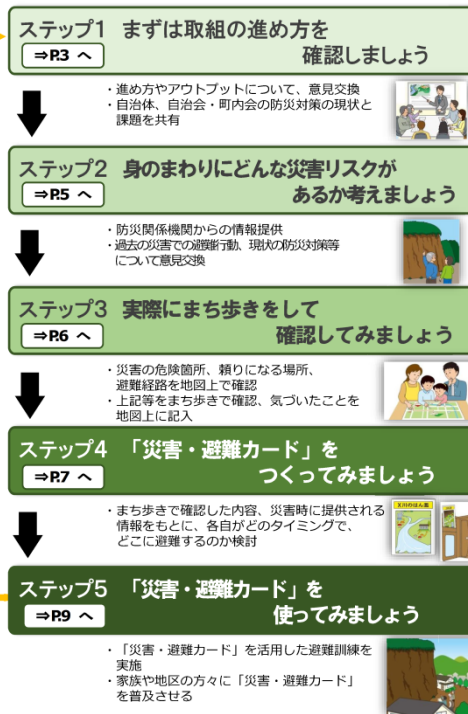 ステップ1 まずは取組の進め方を
確認しましょう
⇒P.3 へ
・進め方やアウトプットについて、意見交換
・自治体、自治会・町内会の防災対策の現状と
課題を共有
ステップ2 身のまわりにどんな災害リスクが
あるか考えましょう
⇒P.5 へ
・防災関係機関からの情報提供
・過去の災害での避難行動、現状の防災対策等
について意見交換
ステップ3 実際にまち歩きをして
確認してみましょう
⇒P.6 へ
・災害の危険箇所、頼りになる場所、
避難経路を地図上で確認
・上記等をまち歩きで確認、気づいたことを
地図上に記入
ステップ4 「災害・避難カード」を
つくってみましょう
⇒P.7 へ
・まち歩きで確認した内容、災害時に提供される
情報をもとに、各自がどのタイミングで、
どこに避難するのか検討
ステップ5 「災害・避難カード」を
使ってみましょう
⇒P.9 へ
・「災害・避難カード」を活用した避難訓練を
実施
・家族や地区の方々に「災害・避難カード」
を普及させる